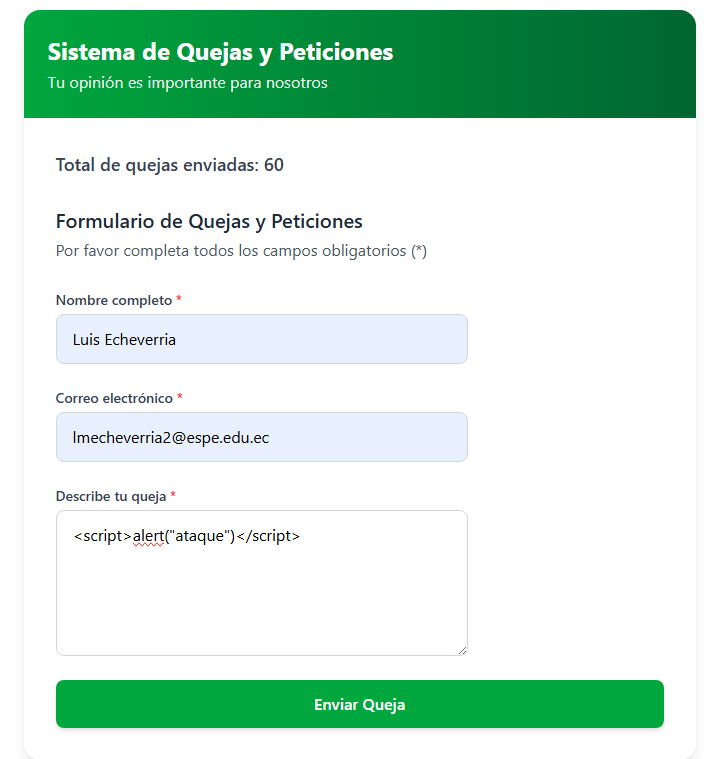 Sistema de Quejas y Peticiones
Tu opinión es importante para nosotros
Total de quejas enviadas: 60
Formulario de Quejas y Peticiones
Por favor completa todos los campos obligatorios (*)
Nombre completo *
Luis Echeverria
Correo electrónico *
lmecheverria2@espe.edu.ec
Describe tu queja *
<script>alert("ataque")</script>
Enviar Queja